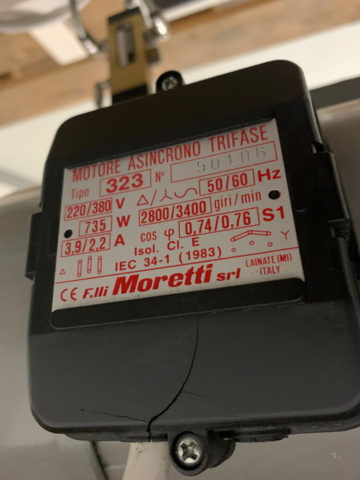 MOTORE ASINCRONO TRIFASE
Tipo 323 N° 50105
220/380 V 50/60 Hz
735 W 2800/3400 giri/min
3,9/2,2 A cos φ 0,74/0,76 S1
Isol. Cl. E
IEC 34-1 (1983)
CE F.lli Moretti srl LAINATE (MI) ITALY